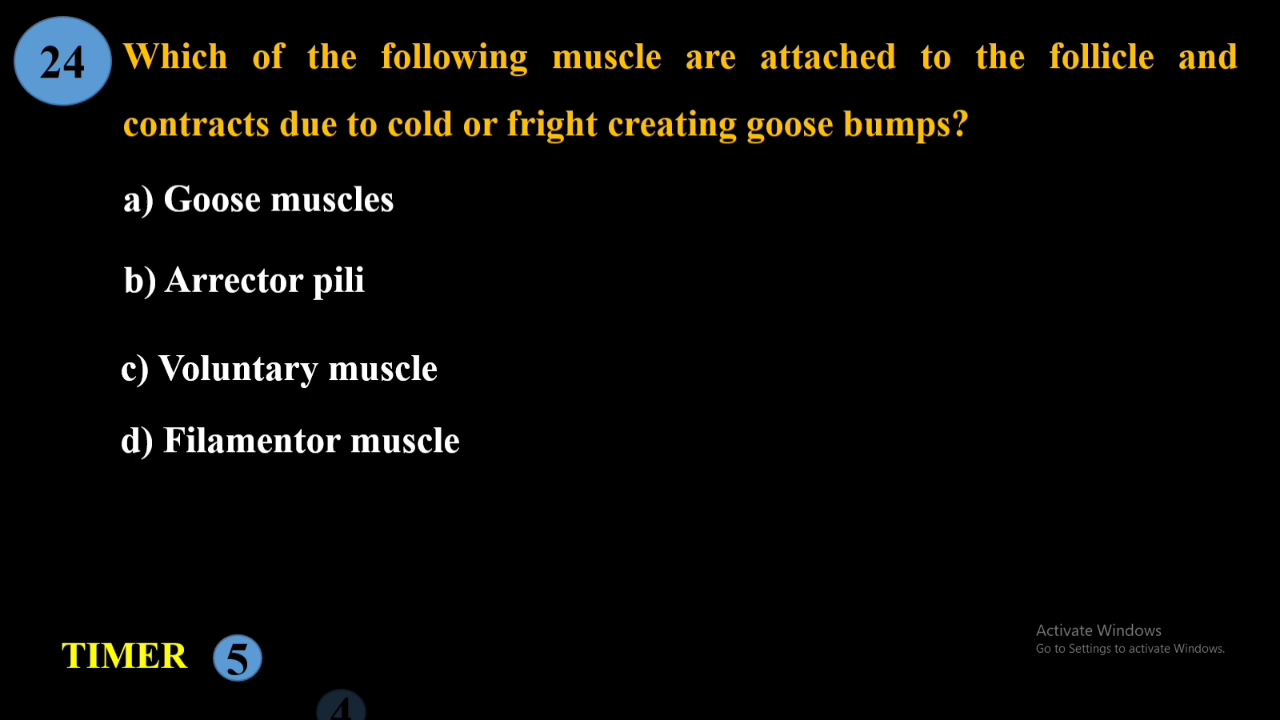 24
Which of the following muscle are attached to the follicle and
contracts due to cold or fright creating goose bumps?
a) Goose muscles
b) Arrector pili
c) Voluntary muscle
d) Filamentor muscle
TIMER 5
4
Activate Windows
Go to Settings to activate Windows.